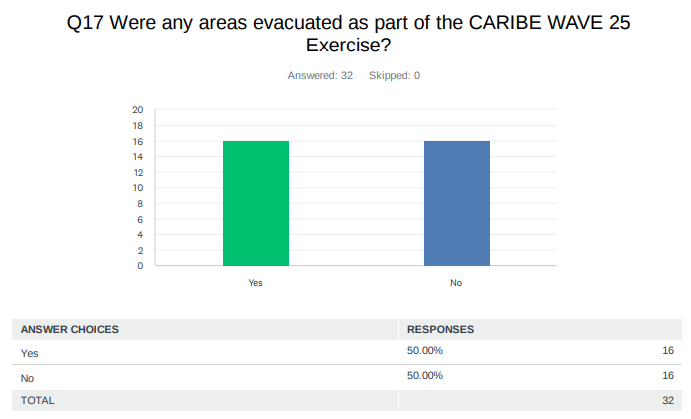 Q17 Were any areas evacuated as part of the CARIBE WAVE 25
Exercise?
Answered: 32 Skipped: 0
20
18
16
14
12
10
8
6
4
2
0
Yes No
ANSWER CHOICES RESPONSES
Yes 50.00% 16
No 50.00% 16
TOTAL 32